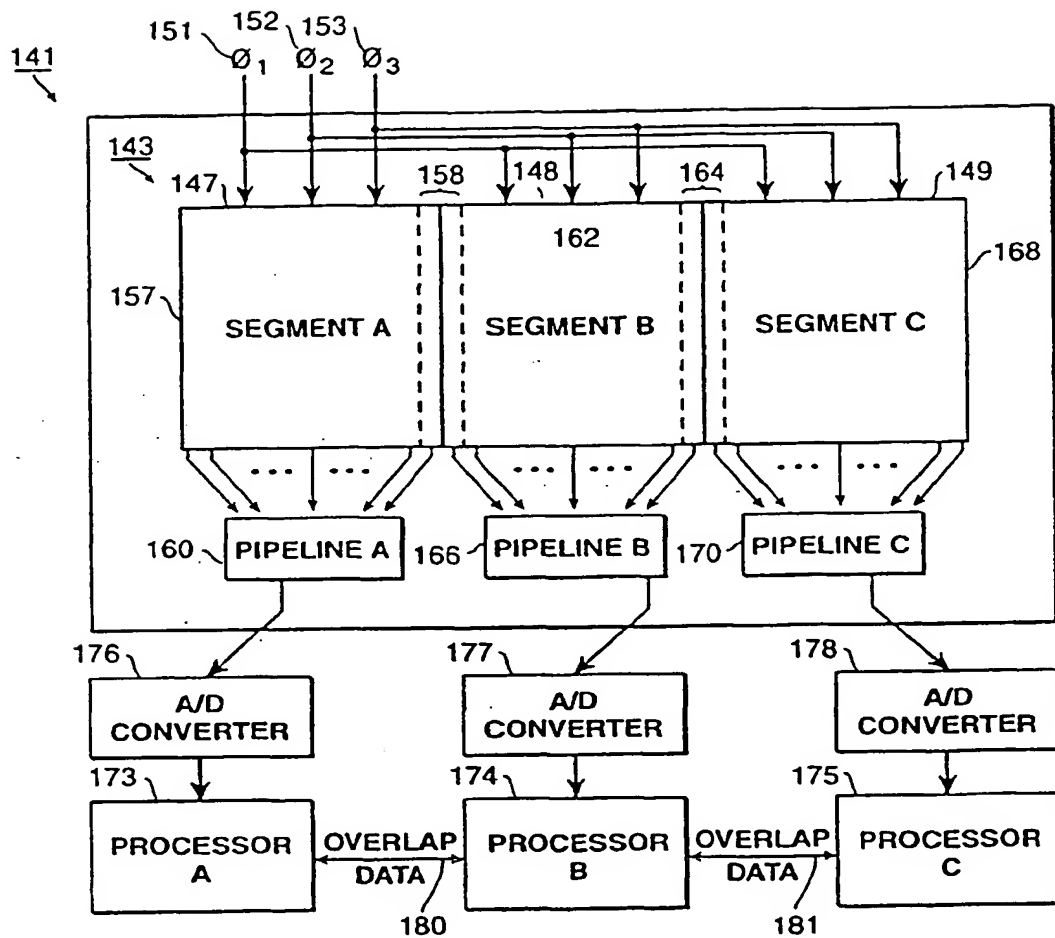 151
152
153
141
Ø1
Ø2
Ø3
143
147
158
148
164
149
162
157
168
SEGMENT A
SEGMENT B
SEGMENT C
... ...
... ...
... ...
160
PIPELINE A
166
PIPELINE B
170
PIPELINE C
176
177
178
A/D
CONVERTER
A/D
CONVERTER
A/D
CONVERTER
173
174
175
PROCESSOR
A
OVERLAP
DATA
PROCESSOR
B
OVERLAP
DATA
PROCESSOR
C
180
181